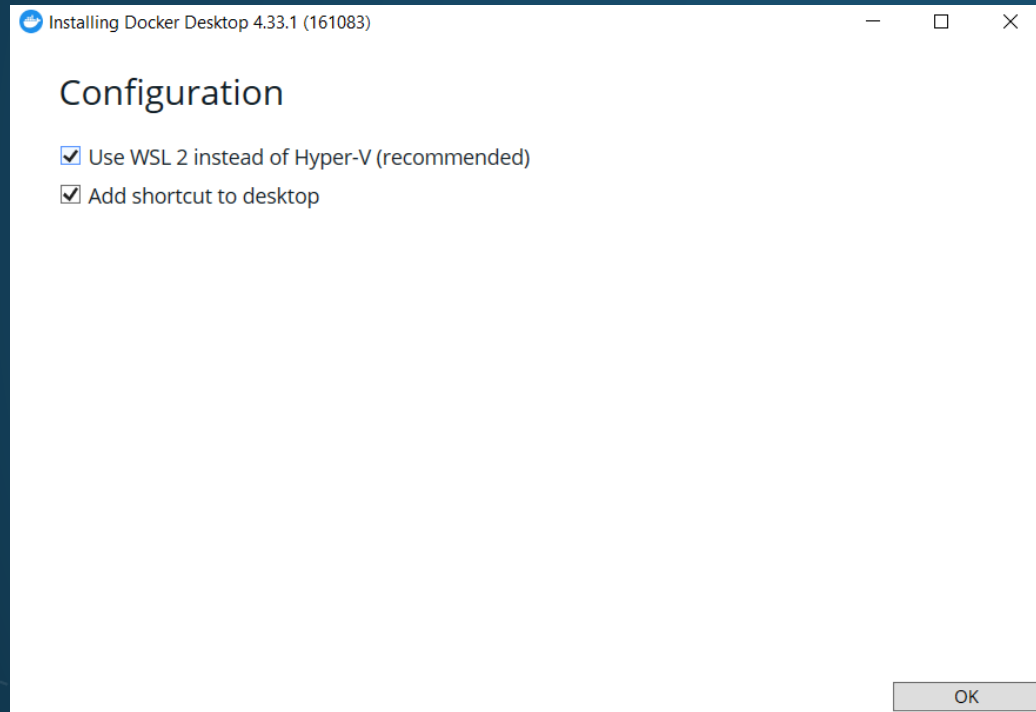 Installing Docker Desktop 4.33.1 (161083)
Configuration
Use WSL 2 instead of Hyper-V (recommended)
Add shortcut to desktop
OK